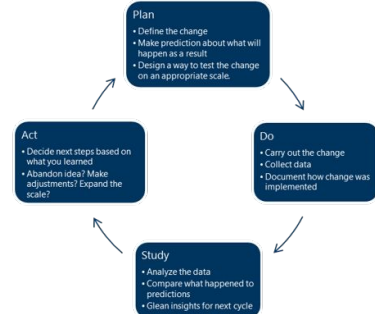 Plan
• Define the change
• Make prediction about what will
happen as a result
• Design a way to test the change
on an appropriate scale.
Do
• Carry out the change
• Collect data
• Document how change was
implemented
Study
• Analyze the data
• Compare what happened to
predictions
• Glean insights for next cycle
Act
• Decide next steps based on
what you learned
• Abandon idea? Make
adjustments? Expand the
scale?